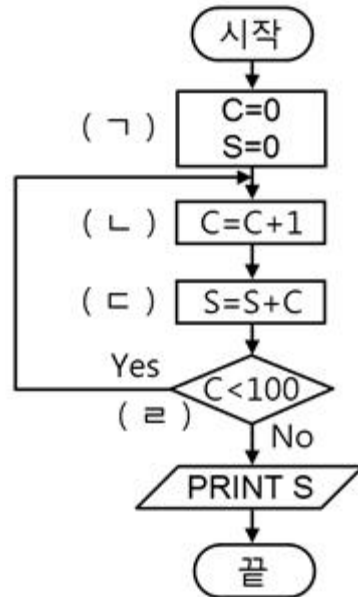 시작
C=0
( ㄱ )
S=0
( ㄴ ) C=C+1
( ㄷ ) S=S+C
Yes
C<100
( ㄹ )
No
PRINT S
끝